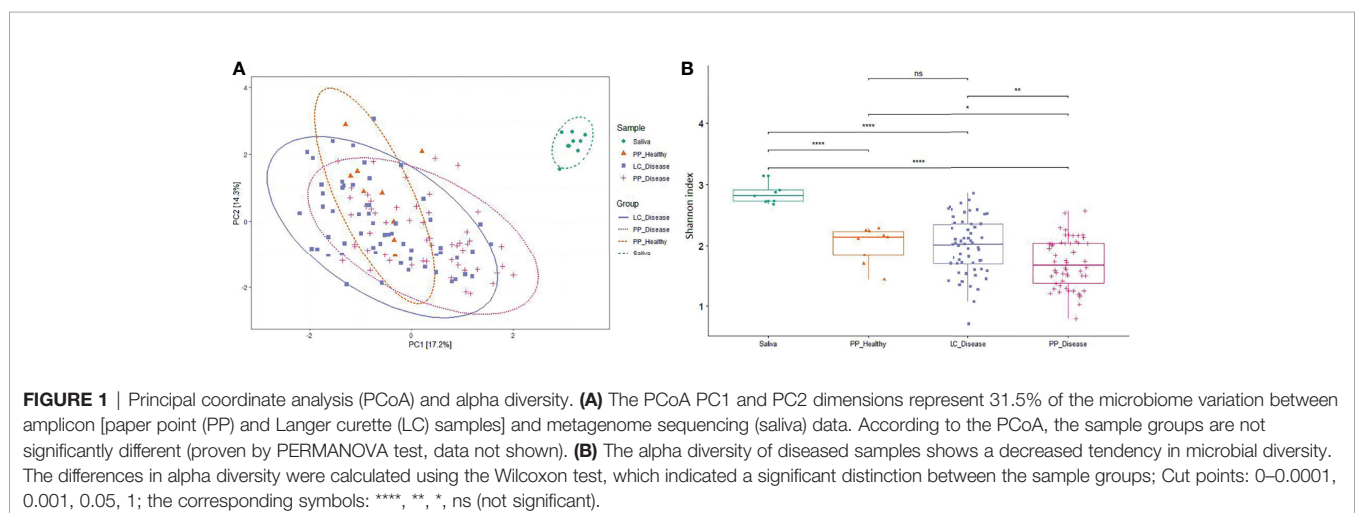 A
B
4
2
0
-2
PC2 [14.3%]
-2
0
2
PC1 [17.2%]
Sample
Saliva
PP_Healthy
LC_Disease
PP_Disease
Group
LC_Disease
PP_Disease
PP_Healthy
Saliva
ns
**
*
****
****
****
4
3
2
1
Shannon index
Saliva
PP_Healthy
LC_Disease
PP_Disease
FIGURE 1 | Principal coordinate analysis (PCoA) and alpha diversity. (A) The PCoA PC1 and PC2 dimensions represent 31.5% of the microbiome variation between
amplicon [paper point (PP) and Langer curette (LC) samples] and metagenome sequencing (saliva) data. According to the PCoA, the sample groups are not
significantly different (proven by PERMANOVA test, data not shown). (B) The alpha diversity of diseased samples shows a decreased tendency in microbial diversity.
The differences in alpha diversity were calculated using the Wilcoxon test, which indicated a significant distinction between the sample groups; Cut points: 0–0.0001,
0.001, 0.05, 1; the corresponding symbols: ****, **, *, ns (not significant).